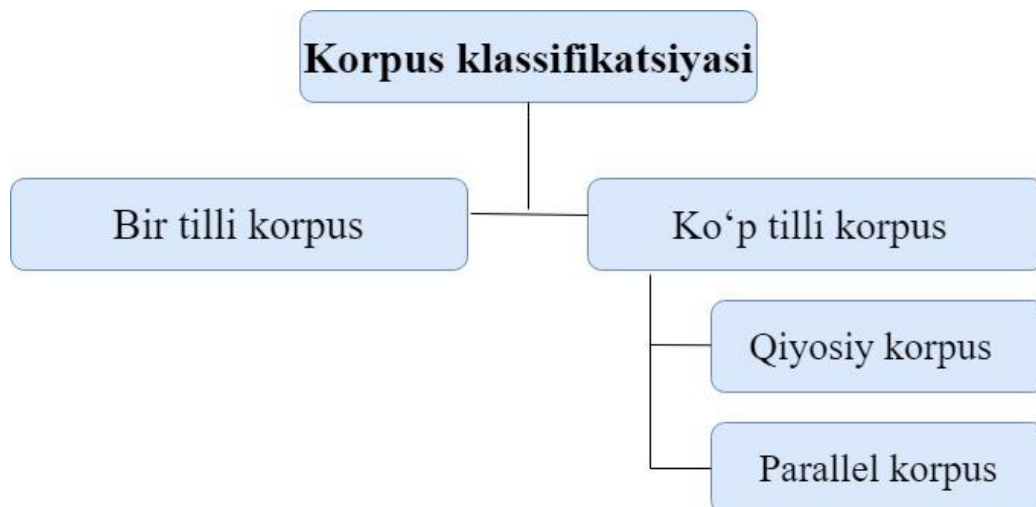 Korpus klassifikatsiyasi
Bir tilli korpus
Ko‘p tilli korpus
Qiyosiy korpus
Parallel korpus